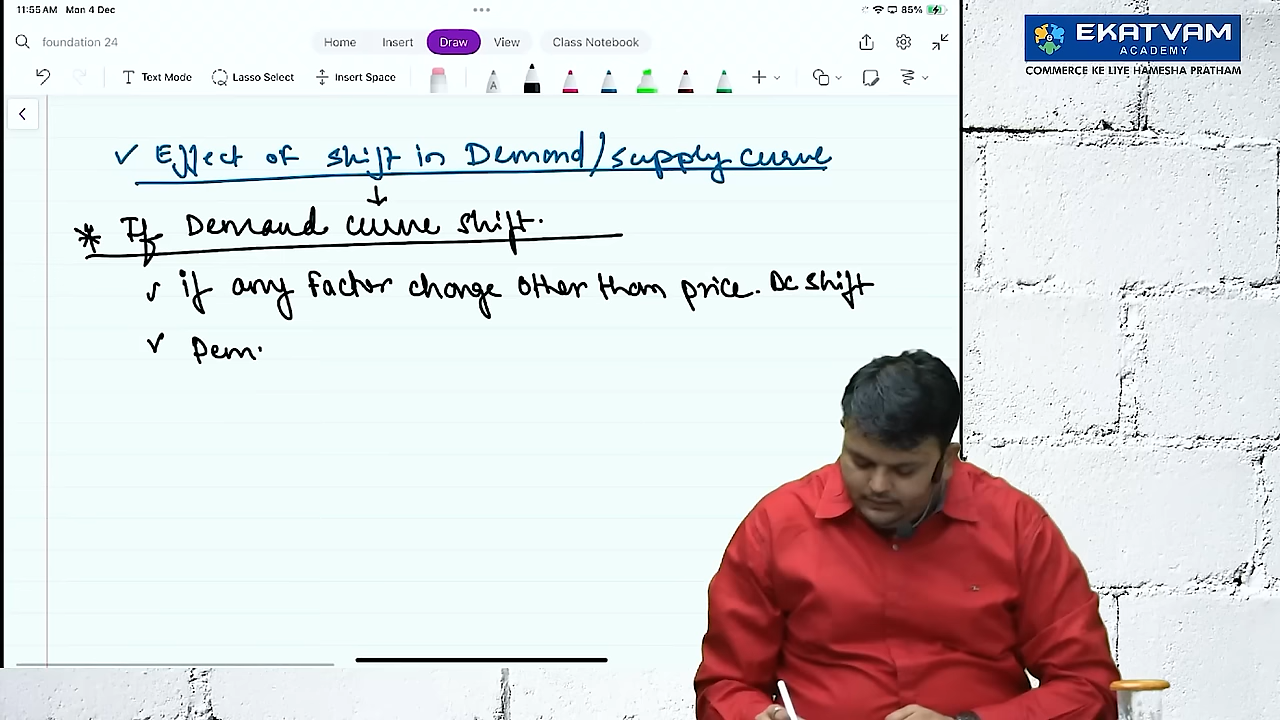 11:55 AM Mon 4 Dec
85%
foundation 24
Home Insert Draw View Class Notebook
Text Mode Lasso Select Insert Space
EKATVAM
ACADEMY
COMMERCE KE LIYE HAMESHA PRATHAM
✓ Effect of shift in Demand/supply curve
* If Demand curve shift.
✓ if any factor change other than price. Dc shift
✓ Dem.